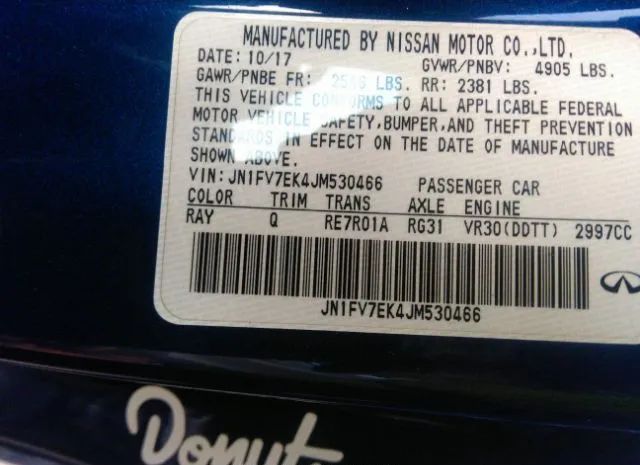 MANUFACTURED BY NISSAN MOTOR CO.,LTD.
DATE: 10/17 GVWR/PNBV: 4905 LBS.
GAWR/PNBE FR: LBS. RR: 2381 LBS.
THIS VEHICLE CONFORMS TO ALL APPLICABLE FEDERAL
MOTOR VEHICLE SAFETY,BUMPER,AND THEFT PREVENTION
STANDARDS IN EFFECT ON THE DATE OF MANUFACTURE
SHOWN ABOVE.
VIN: JN1FV7EK4JM530466 PASSENGER CAR
COLOR TRIM TRANS AXLE ENGINE
RAY Q RE7R01A RG31 VR30(DDTT) 2997CC
JN1FV7EK4JM530466
Donut